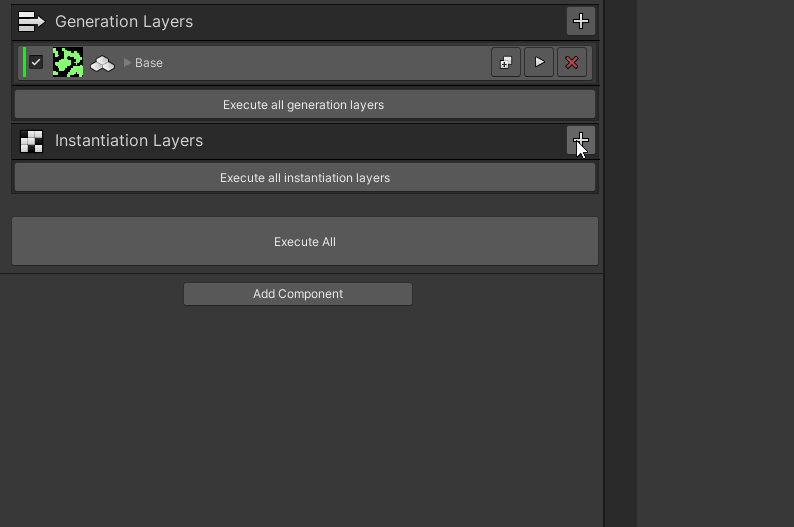 Generation Layers
Base
Execute all generation layers
Instantiation Layers
Execute all instantiation layers
Execute All
Add Component